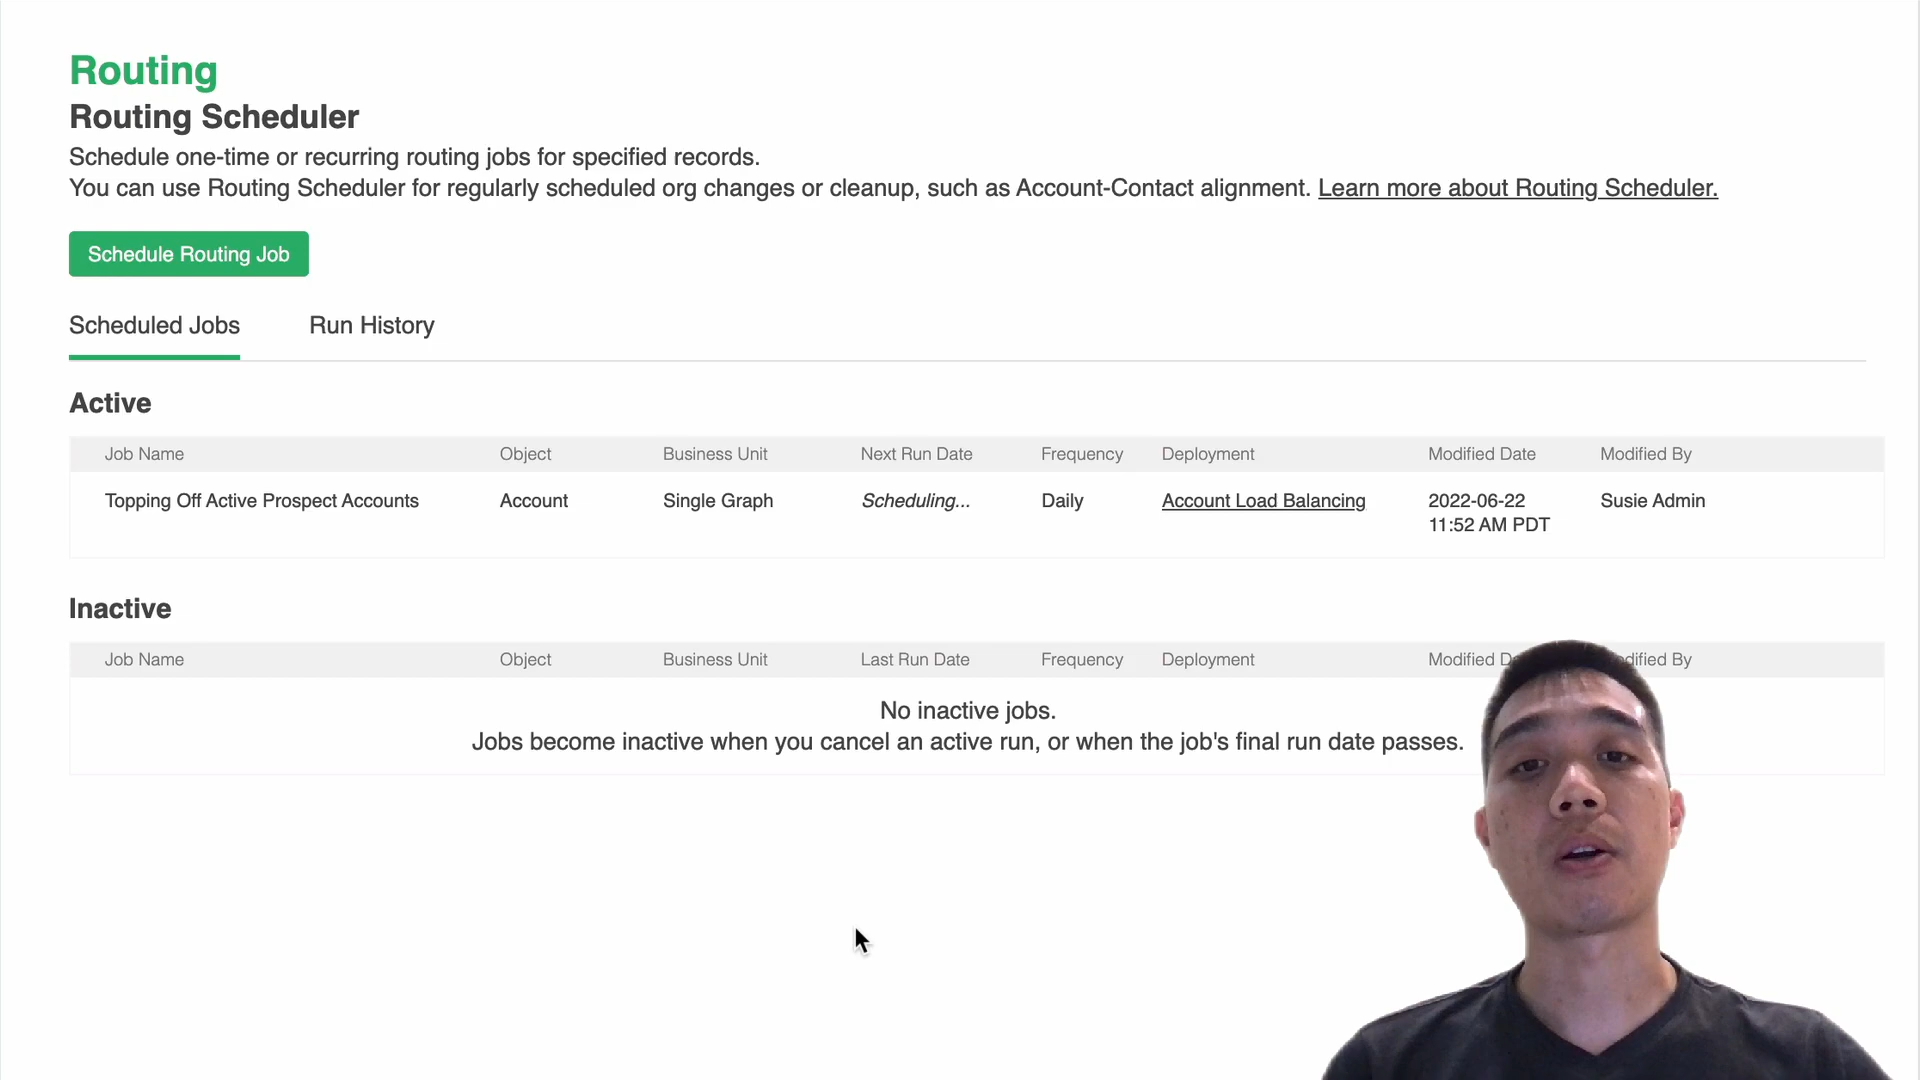 Routing
Routing Scheduler
Schedule one-time or recurring routing jobs for specified records.
You can use Routing Scheduler for regularly scheduled org changes or cleanup, such as Account-Contact alignment. Learn more about Routing Scheduler.
Schedule Routing Job
Scheduled Jobs Run History
Active
Job Name Object Business Unit Next Run Date Frequency Deployment Modified Date Modified By
Topping Off Active Prospect Accounts Account Single Graph Scheduling... Daily Account Load Balancing 2022-06-22 Susie Admin
11:52 AM PDT
Inactive
Job Name Object Business Unit Last Run Date Frequency Deployment Modified By
No inactive jobs.
Jobs become inactive when you cancel an active run, or when the job's final run date passes.